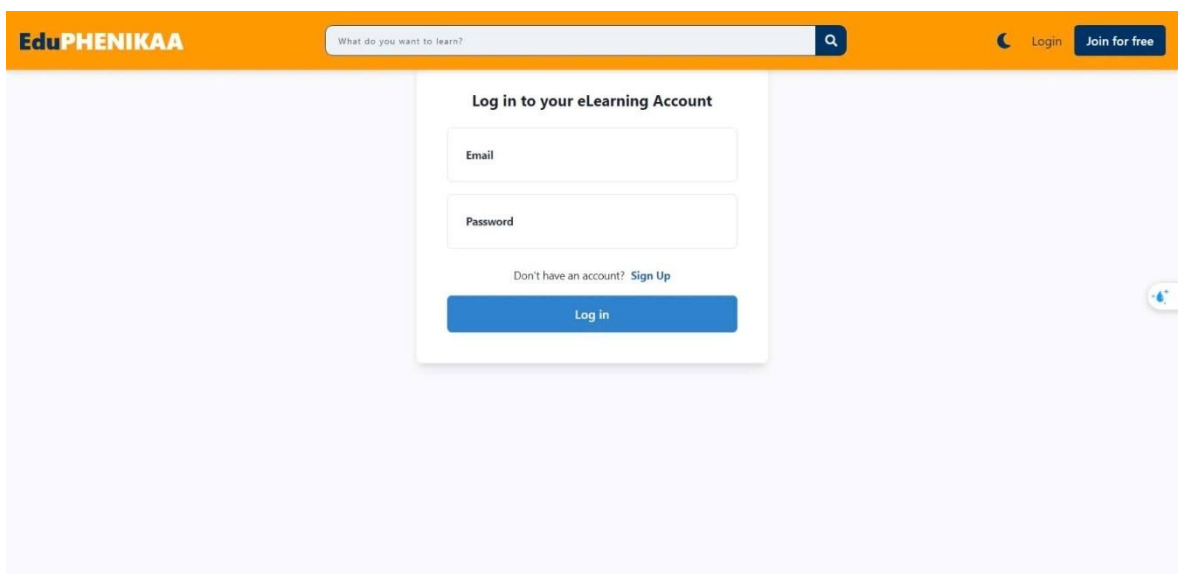 EduPHENIKAA
What do you want to learn?
Login
Join for free
Log in to your eLearning Account
Email
Password
Don't have an account? Sign Up
Log in